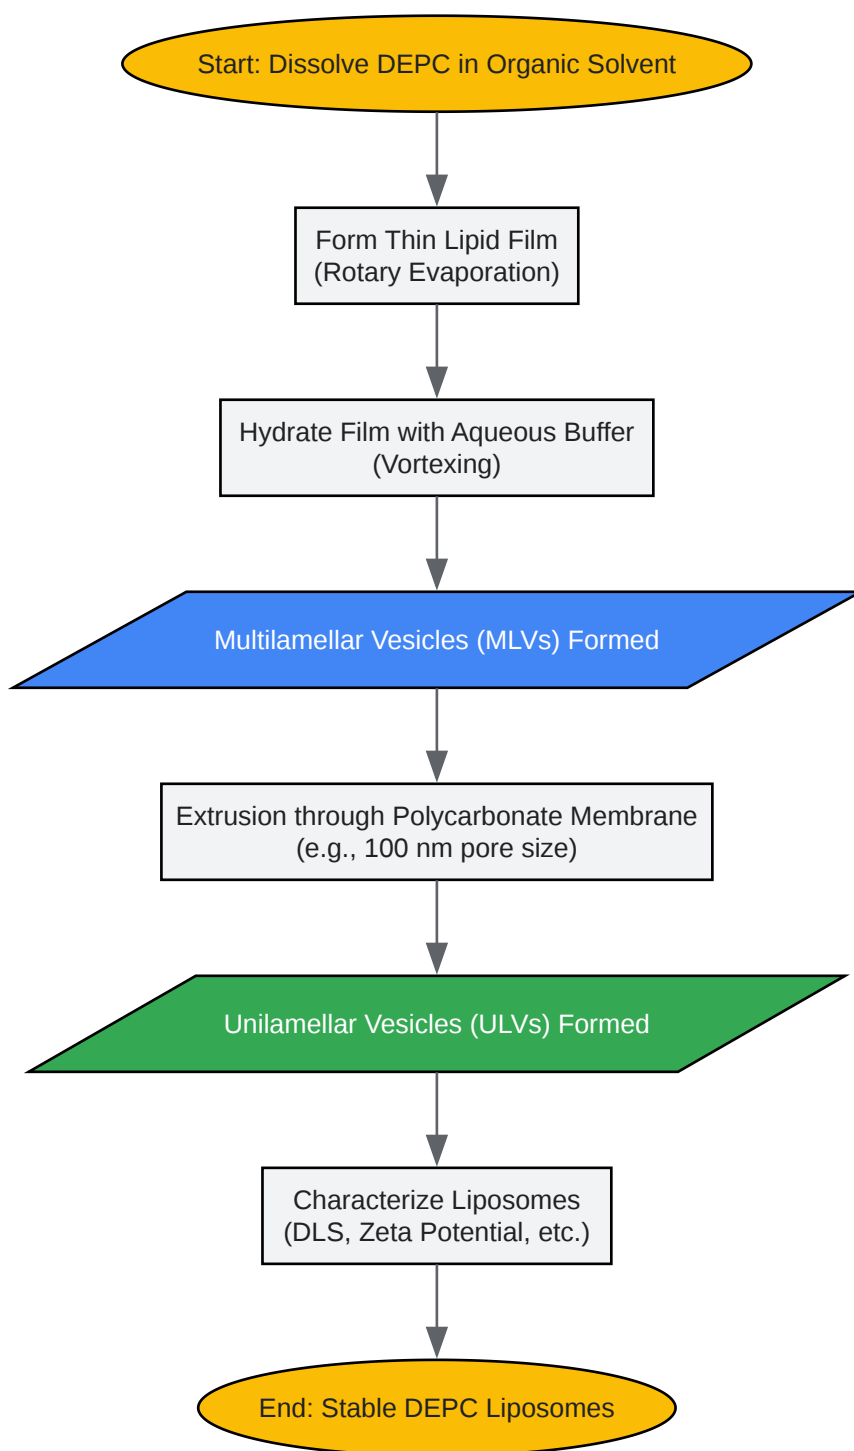 Start: Dissolve DEPC in Organic Solvent
Form Thin Lipid Film
(Rotary Evaporation)
Hydrate Film with Aqueous Buffer
(Vortexing)
Multilamellar Vesicles (MLVs) Formed
Extrusion through Polycarbonate Membrane
(e.g., 100 nm pore size)
Unilamellar Vesicles (ULVs) Formed
Characterize Liposomes
(DLS, Zeta Potential, etc.)
End: Stable DEPC Liposomes